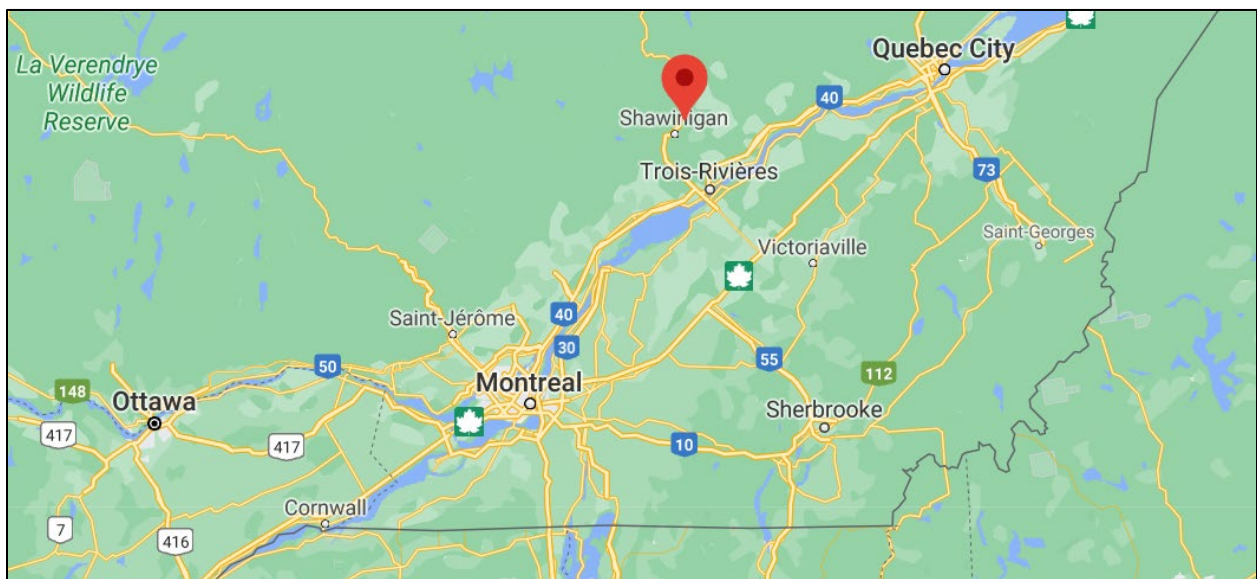 La Verendrye
Wildlife
Reserve
Quebec City
40
Shawinigan
Trois-Rivières
73
Saint-Georges
Victoriaville
Saint-Jérôme
40
30
55
50
112
148
Montreal
Ottawa
Sherbrooke
417
417
10
Cornwall
7
416